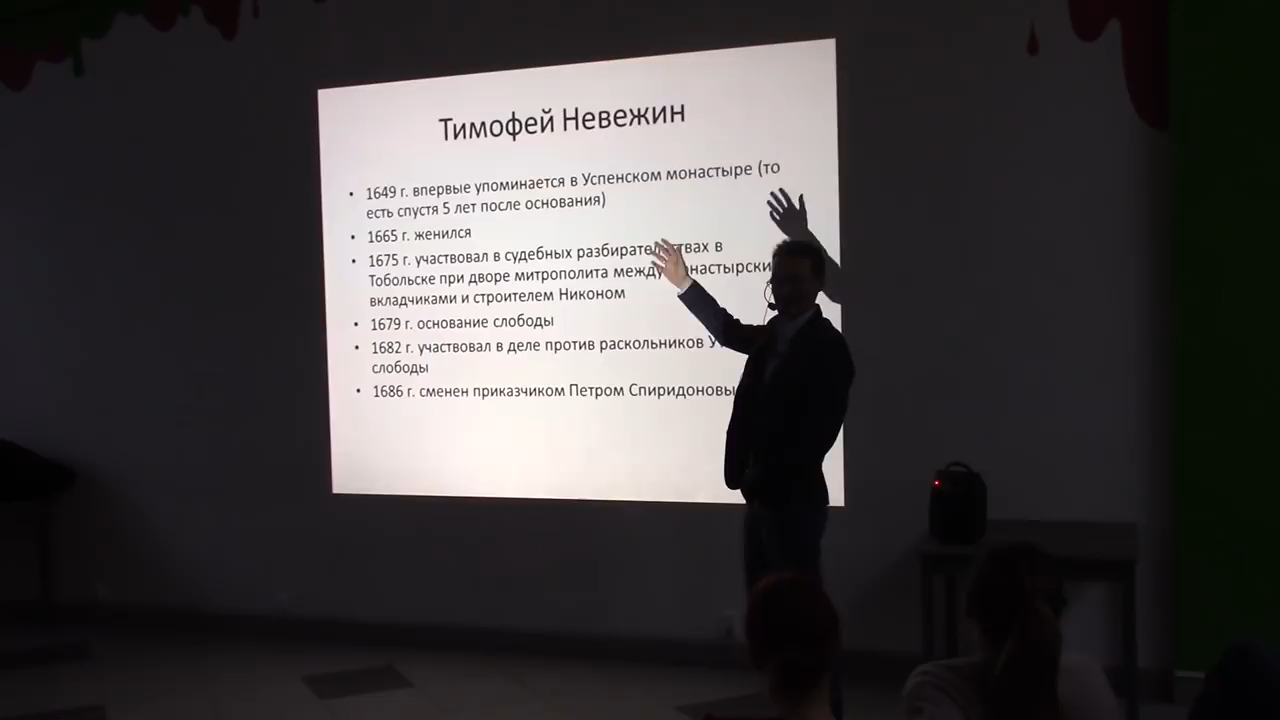 Тимофей Невежин
• 1649 г. впервые упоминается в Успенском монастыре (то
есть спустя 5 лет после основания)
• 1665 г. женился
• 1675 г. участвовал в судебных разбирательствах в
Тобольске при дворе митрополита между
вкладчиками и строителем Никоном
• 1679 г. основание слободы
• 1682 г. участвовал в деле против раскольников
слободы
• 1686 г. сменен приказчиком Петром